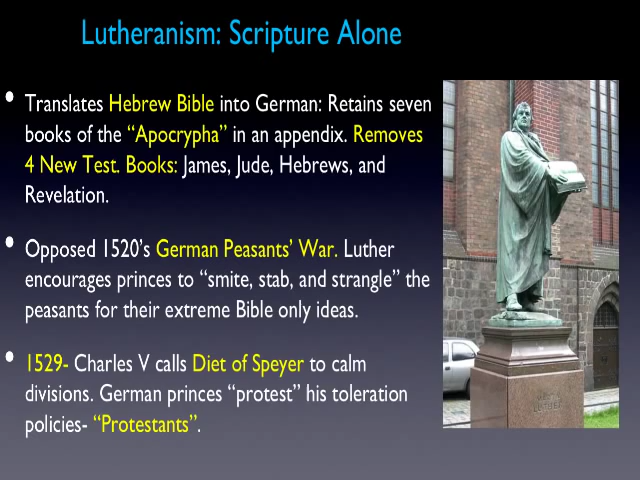 Lutheranism: Scripture Alone
• Translates Hebrew Bible into German: Retains seven
books of the “Apocrypha” in an appendix. Removes
4 New Test. Books: James, Jude, Hebrews, and
Revelation.
• Opposed 1520’s German Peasants’ War. Luther
encourages princes to “smite, stab, and strangle” the
peasants for their extreme Bible only ideas.
• 1529- Charles V calls Diet of Speyer to calm
divisions. German princes “protest” his toleration
policies- “Protestants”.
LUTHER